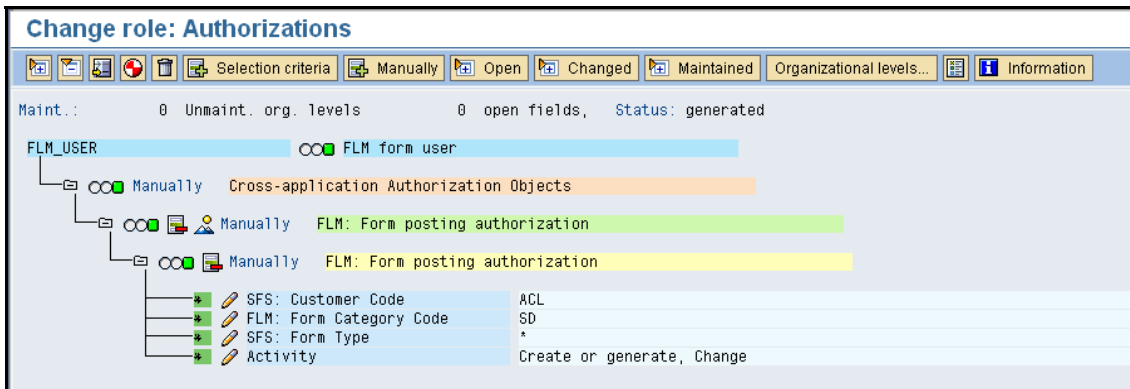 Change role: Authorizations
Selection criteria Manually Open Changed Maintained Organizational levels... Information
Maint.: 0 Unmaint. org. levels 0 open fields, Status: generated
FLM_USER FLM form user
Manually Cross-application Authorization Objects
Manually FLM: Form posting authorization
Manually FLM: Form posting authorization
SFS: Customer Code ACL
FLM: Form Category Code SD
SFS: Form Type *
Activity Create or generate, Change